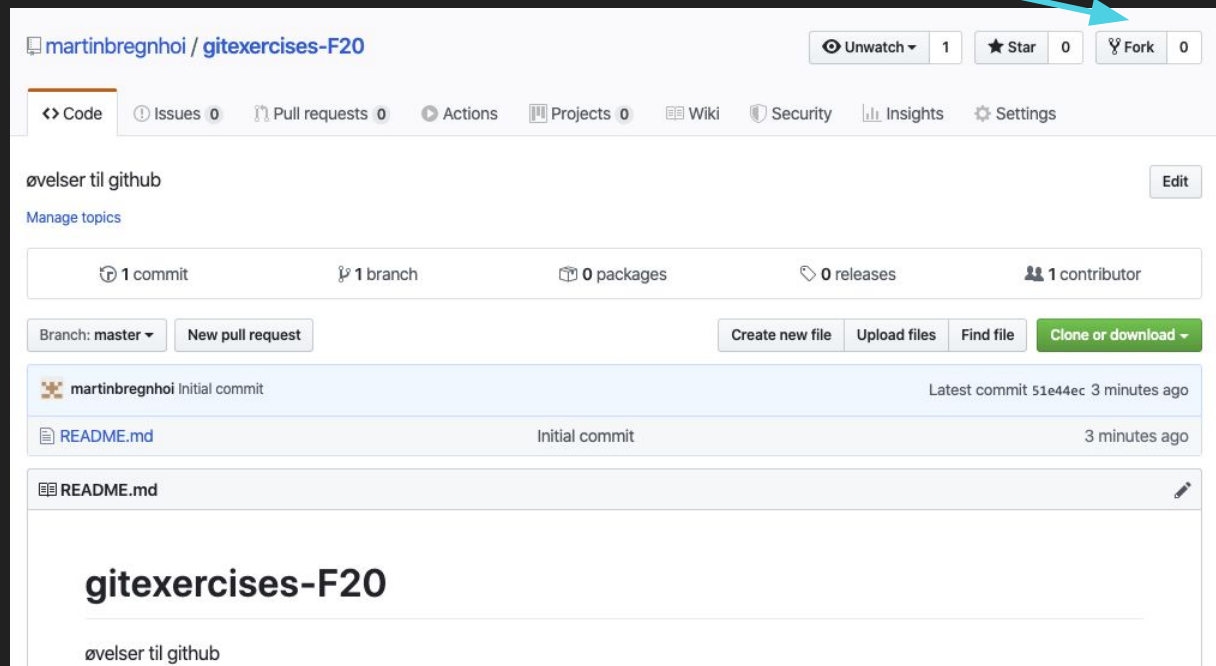 martinbregnhoi / gitexercises-F20 Unwatch 1 Star 0 Fork 0
Code Issues 0 Pull requests 0 Actions Projects 0 Wiki Security Insights Settings
øvelser til github Edit
Manage topics
1 commit 1 branch 0 packages 0 releases 1 contributor
Branch: master New pull request Create new file Upload files Find file Clone or download
martinbregnhoi Initial commit Latest commit 51e44ec 3 minutes ago
README.md Initial commit 3 minutes ago
README.md
gitexercises-F20
øvelser til github